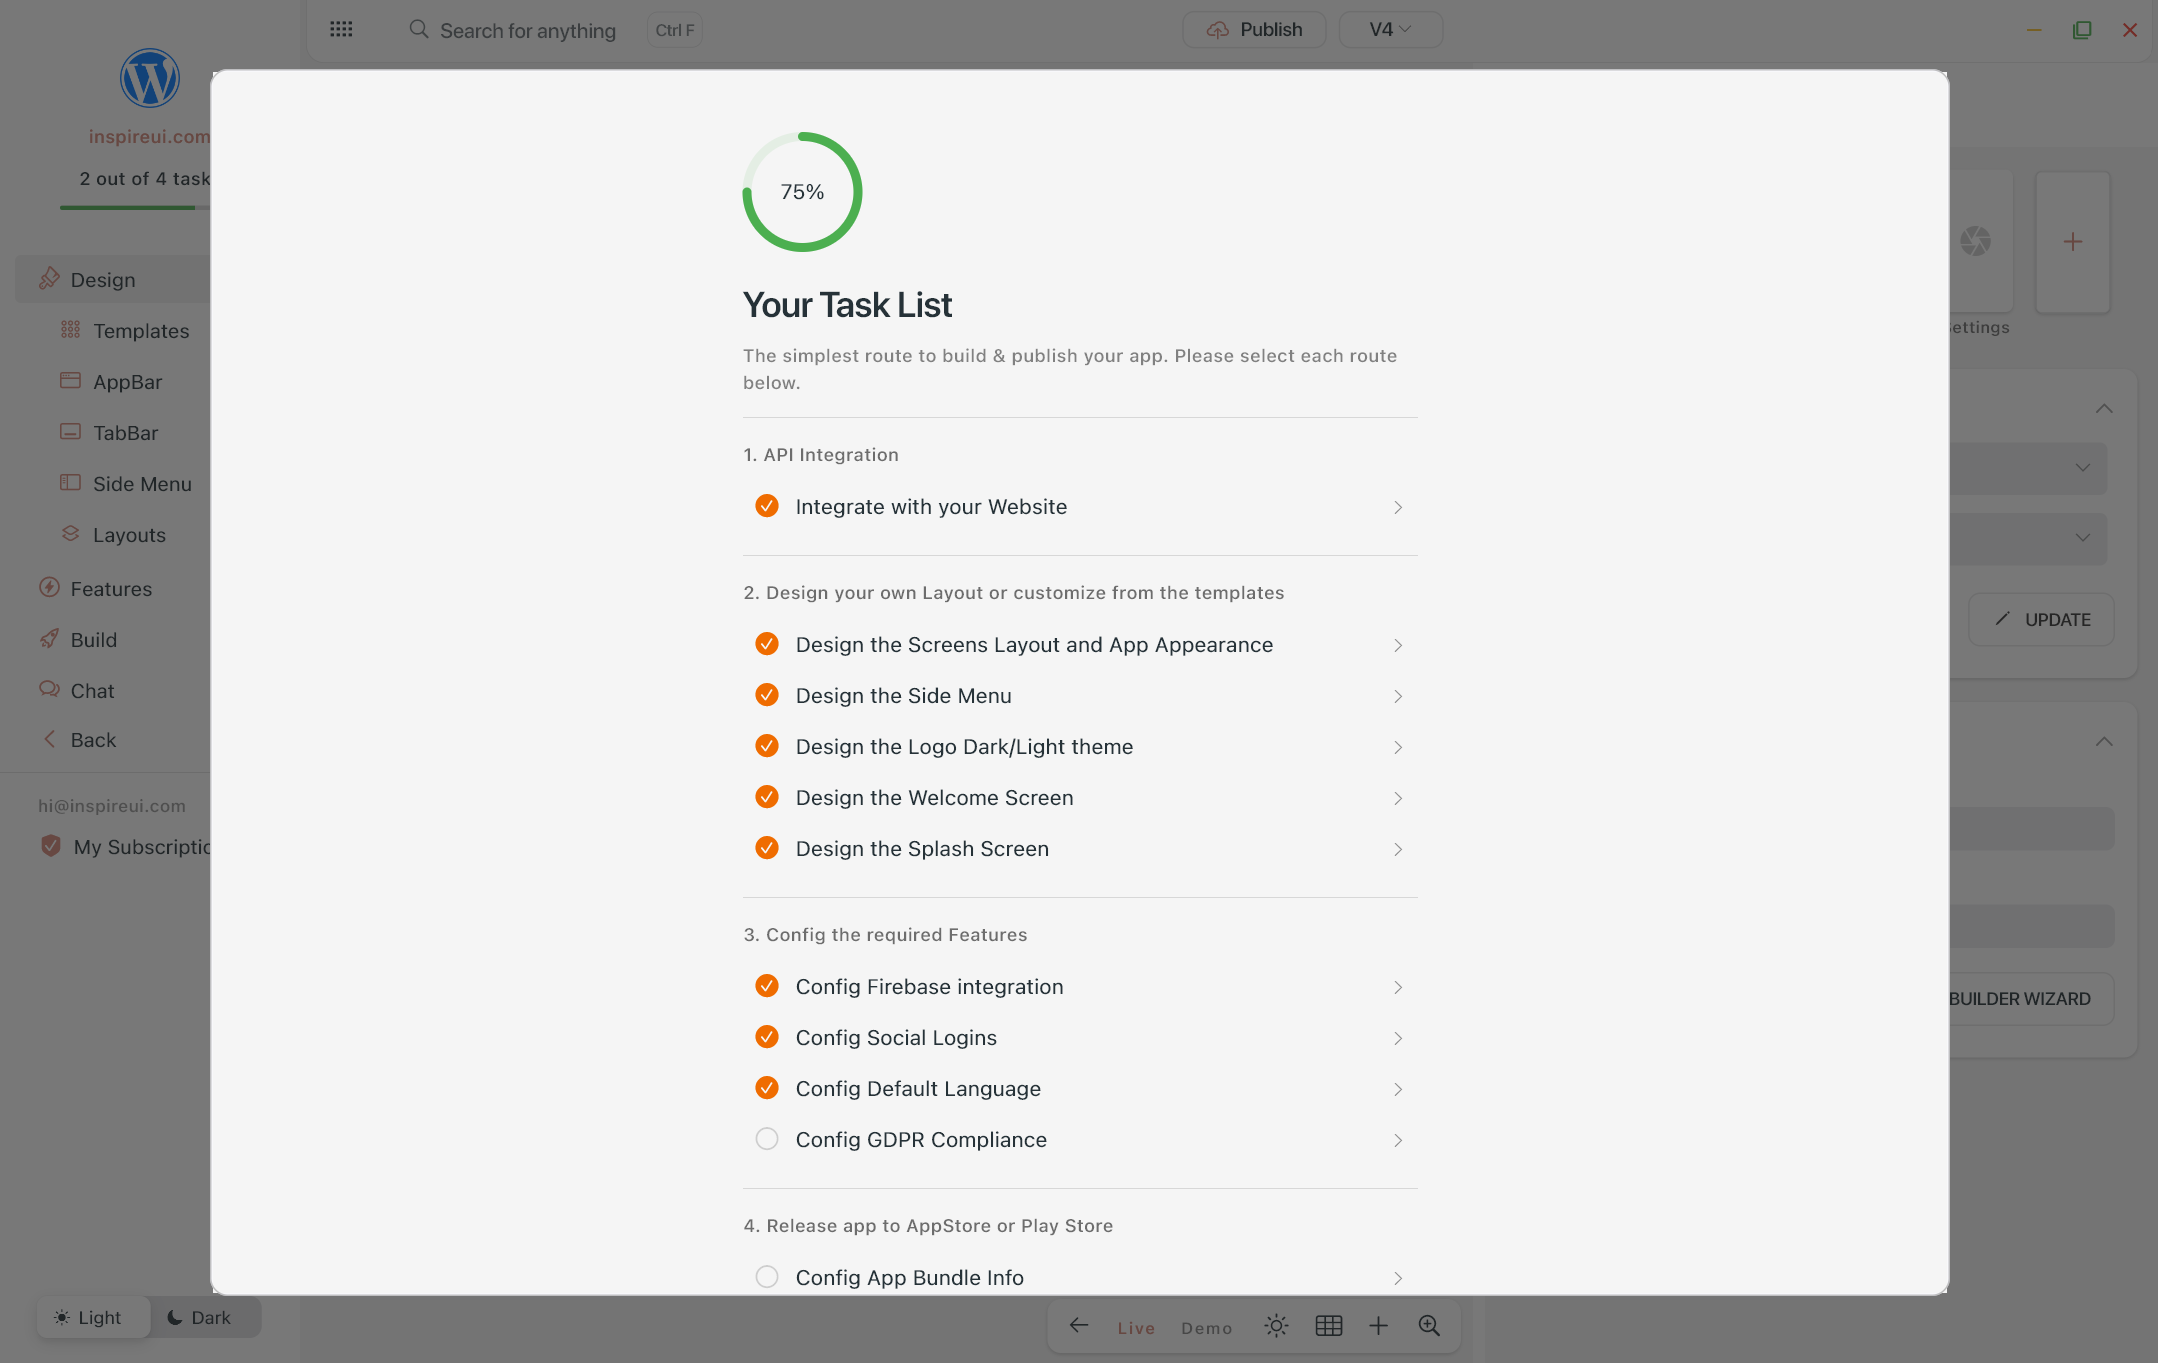 Search for anything
Ctrl F
Publish
V4
inspireui.com
2 out of 4 task
Design
Templates
AppBar
TabBar
Side Menu
Layouts
Features
Build
Chat
Back
hi@inspireui.com
My Subscriptio
Light
Dark
75%
Your Task List
The simplest route to build & publish your app. Please select each route
below.
1. API Integration
Integrate with your Website
2. Design your own Layout or customize from the templates
Design the Screens Layout and App Appearance
Design the Side Menu
Design the Logo Dark/Light theme
Design the Welcome Screen
Design the Splash Screen
3. Config the required Features
Config Firebase integration
Config Social Logins
Config Default Language
Config GDPR Compliance
4. Release app to AppStore or Play Store
Config App Bundle Info
ettings
UPDATE
BUILDER WIZARD
Live
Demo